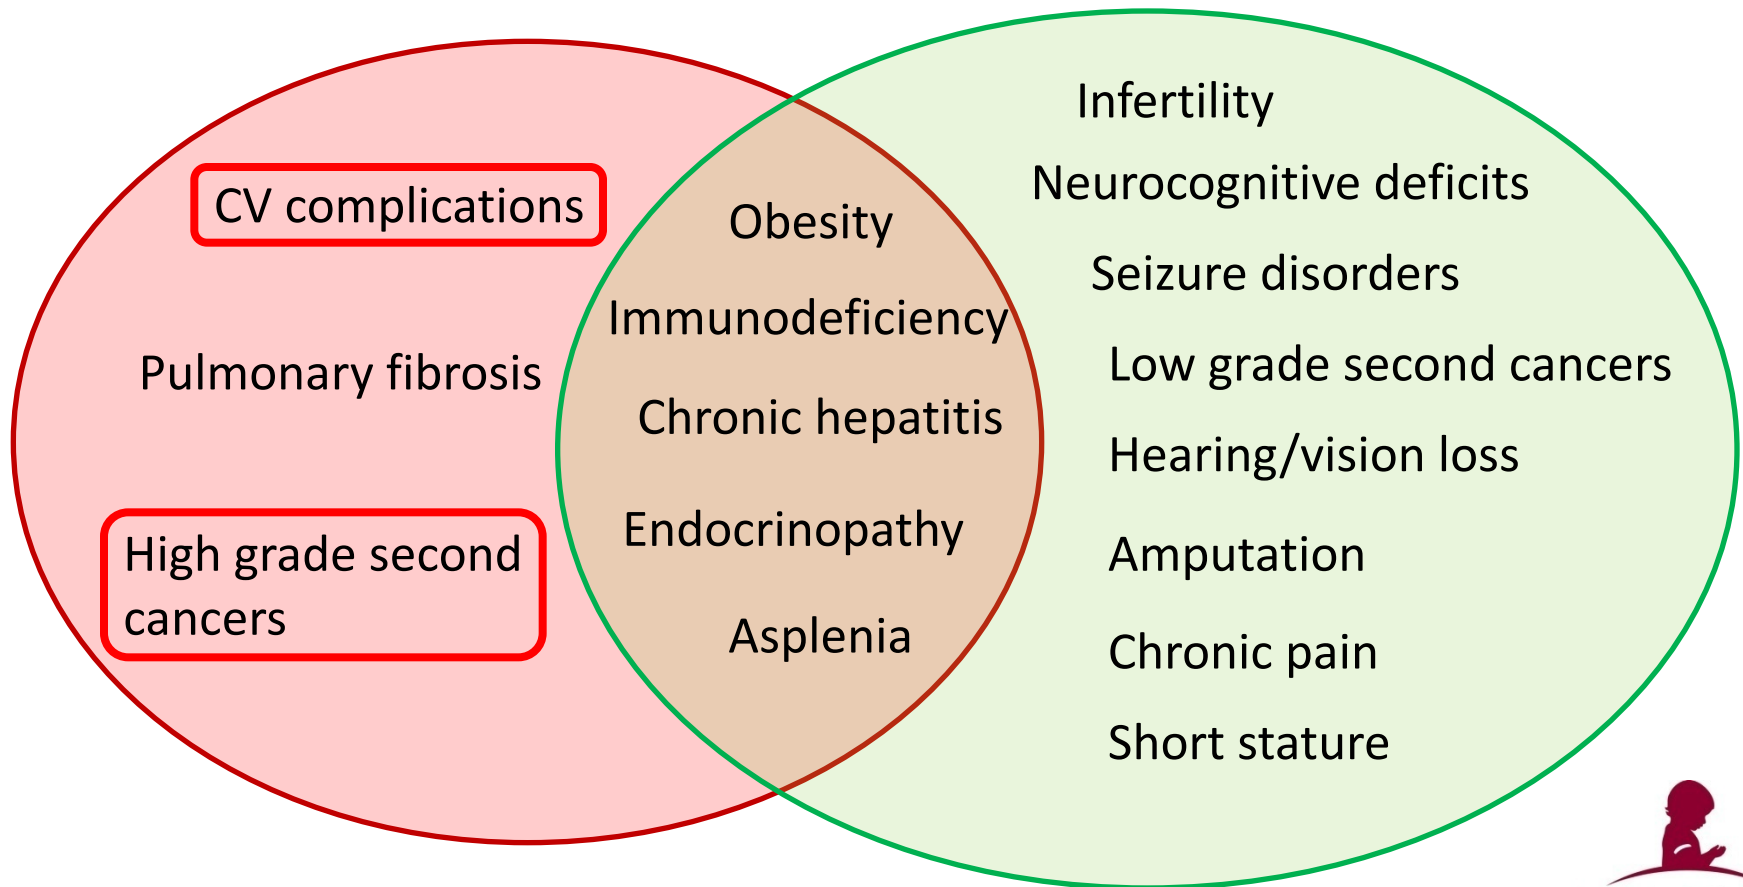 CV complications
Pulmonary fibrosis
High grade second
cancers
Obesity
Immunodeficiency
Chronic hepatitis
Endocrinopathy
Asplenia
Infertility
Neurocognitive deficits
Seizure disorders
Low grade second cancers
Hearing/vision loss
Amputation
Chronic pain
Short stature